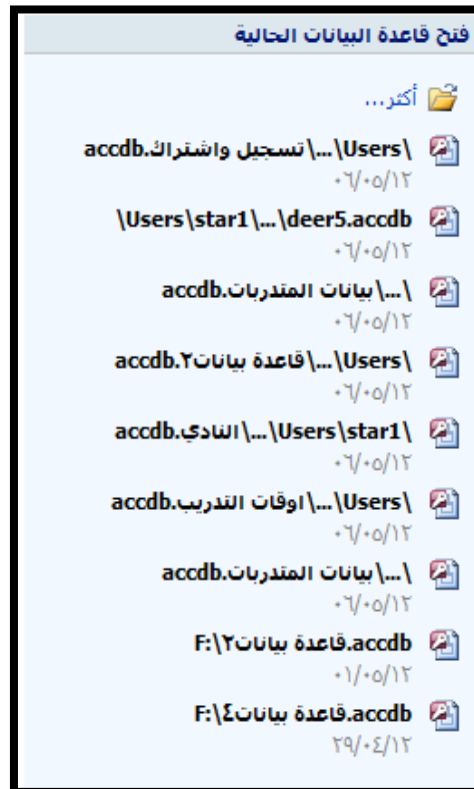 فتح قاعدة البيانات الحالية
أكثر...
\Users\...\تسجيل واشتراك.accdb
٠٦/٠٥/١٢
\Users\star1\...\deer5.accdb
٠٦/٠٥/١٢
\...\بيانات المتدربات.accdb
٠٦/٠٥/١٢
\Users\...\قاعدة بيانات٢.accdb
٠٦/٠٥/١٢
\Users\star1\...\النادي.accdb
٠٦/٠٥/١٢
\Users\...\اوقات التدريب.accdb
٠٦/٠٥/١٢
\...\بيانات المتدربات.accdb
٠٦/٠٥/١٢
F:\قاعدة بيانات٢.accdb
٠١/٠٥/١٢
F:\قاعدة بيانات٤.accdb
٢٩/٠٤/١٢